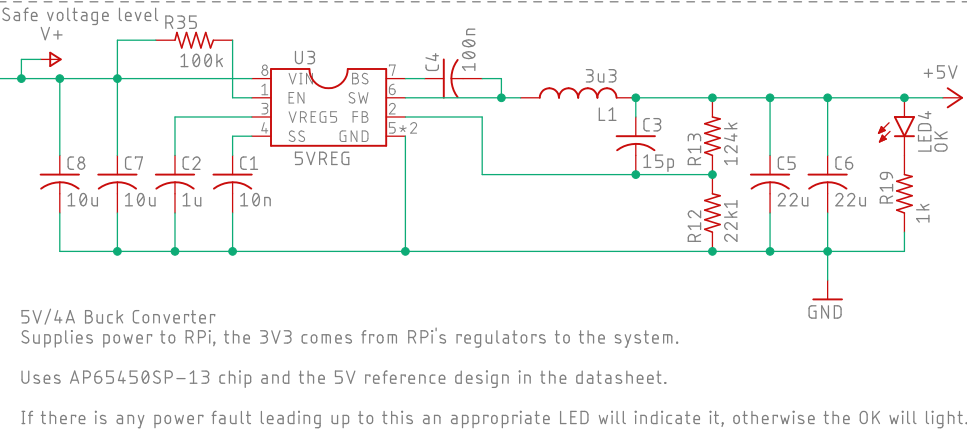 Safe voltage level
V+
R35
100k
U3
8
VIN
BS
7
1
EN
SW
6
3
VREG5
FB
2
4
SS
GND
5*2
5VREG
C4
100n
3u3
L1
+5V
C3
15p
R13
124k
R12
22k1
LED4
OK
R19
1k
C8
10u
C7
10u
C2
1u
C1
10n
C5
22u
C6
22u
GND
5V/4A Buck Converter
Supplies power to RPi, the 3V3 comes from RPi's regulators to the system.
Uses AP65450SP-13 chip and the 5V reference design in the datasheet.
If there is any power fault leading up to this an appropriate LED will indicate it, otherwise the OK will light.